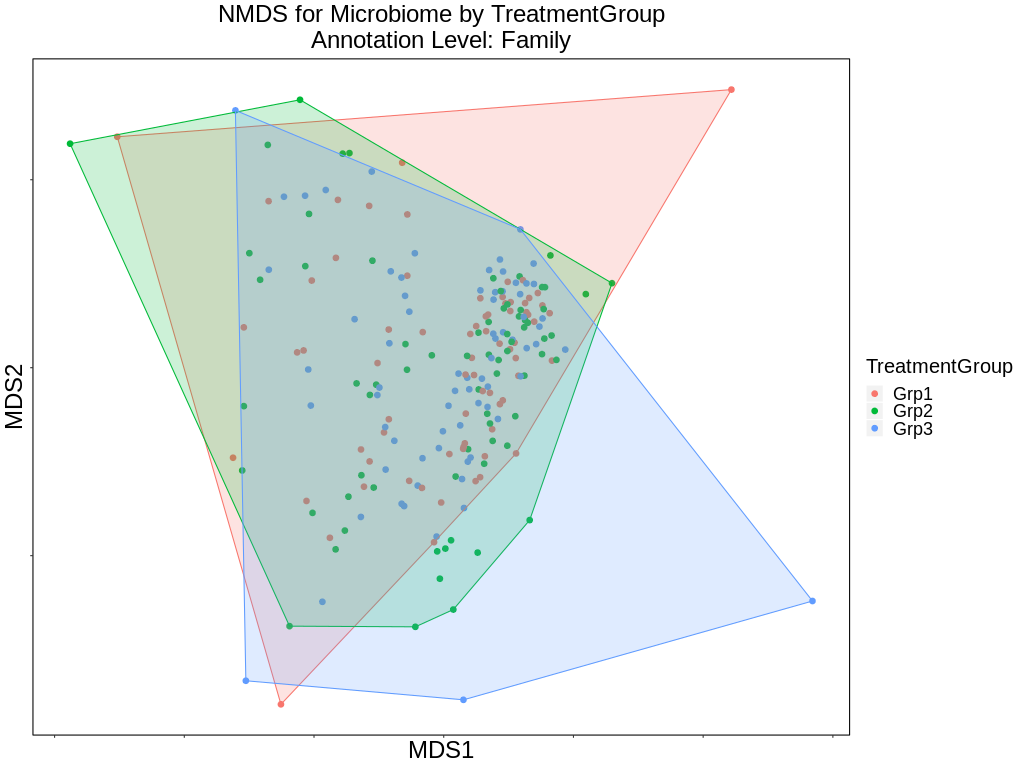 NMDS for Microbiome by TreatmentGroup
Annotation Level: Family
MDS2
TreatmentGroup
Grp1
Grp2
Grp3
MDS1